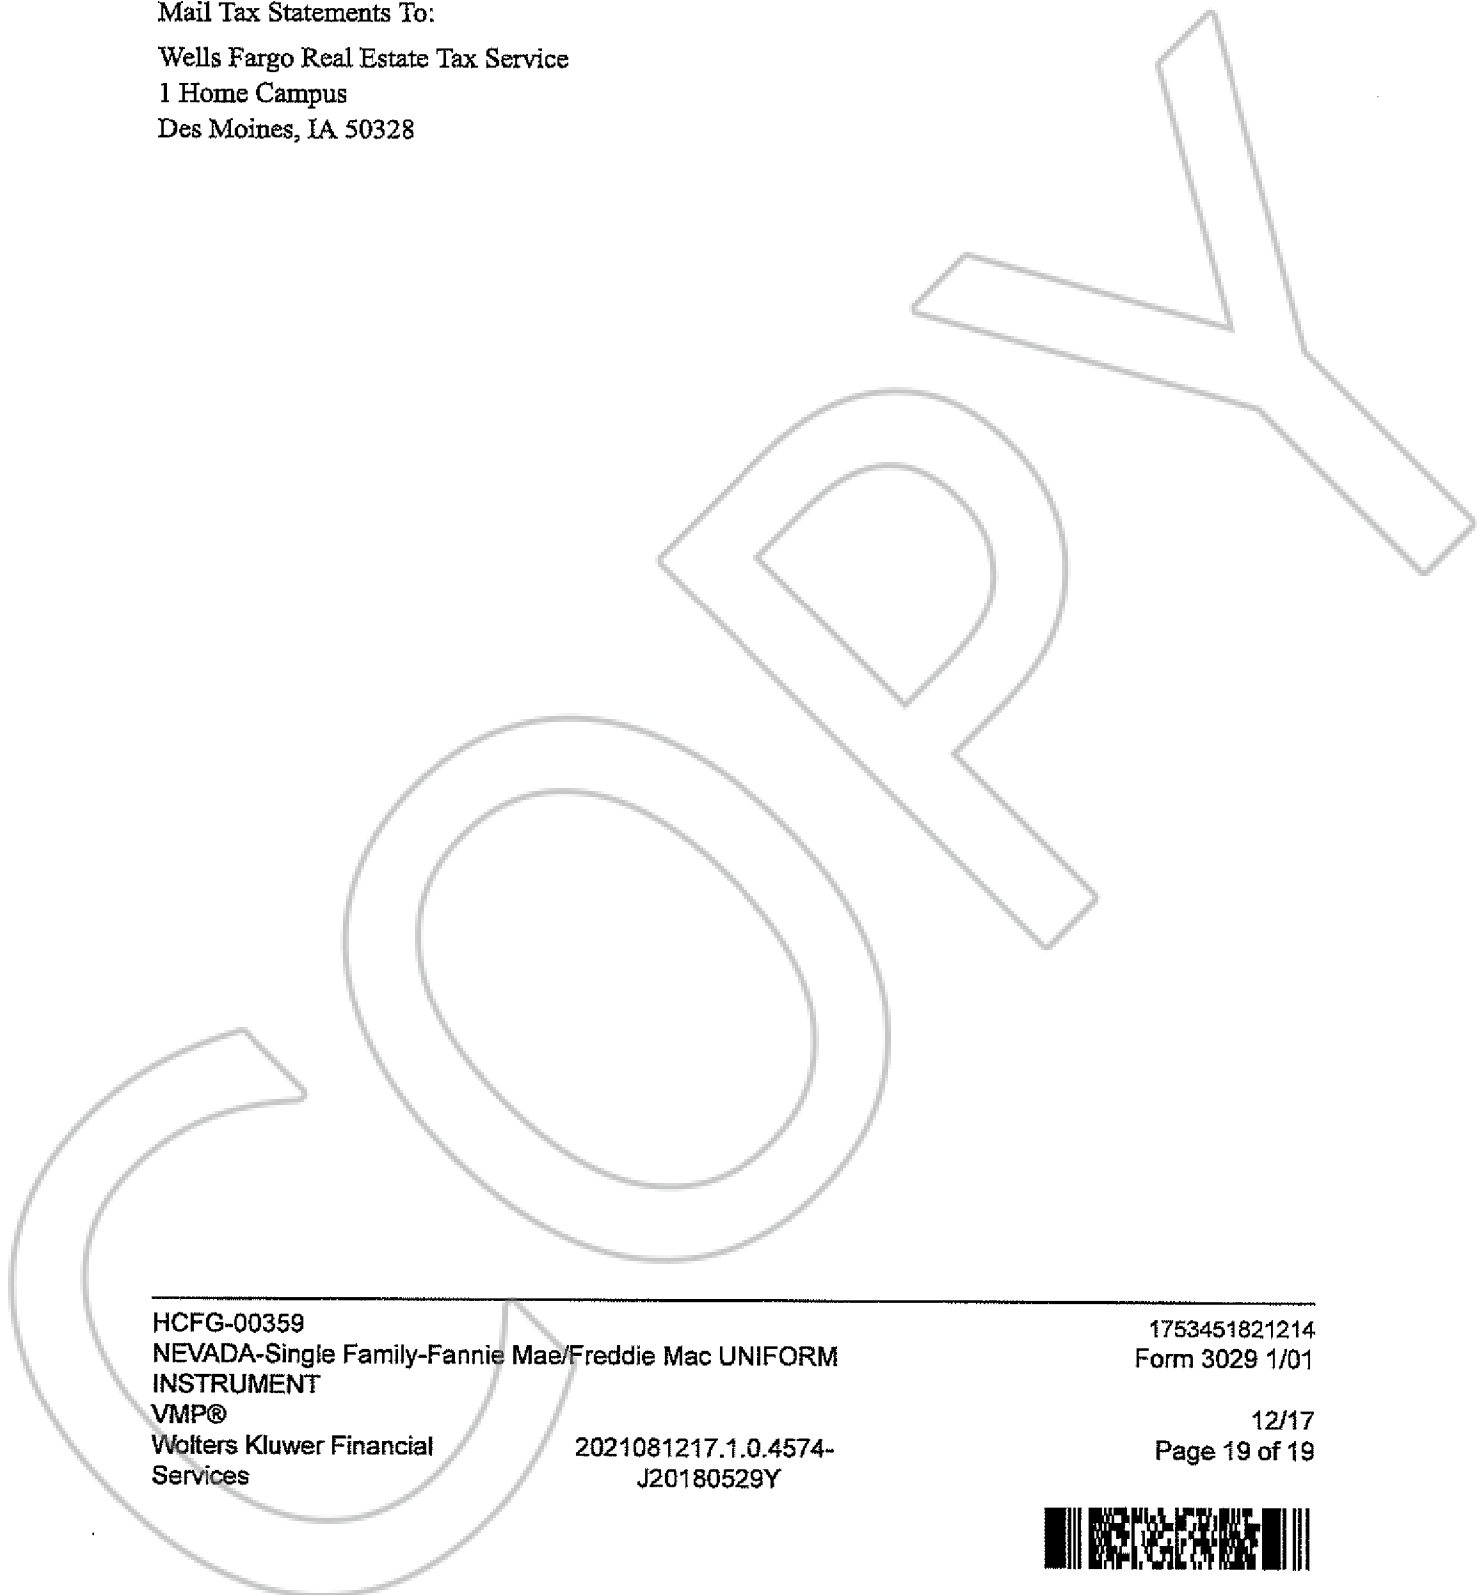 Mail Tax Statements To:
Wells Fargo Real Estate Tax Service
1 Home Campus
Des Moines, IA 50328
COPY
HCFG-00359
1753451821214
NEVADA-Single Family-Fannie Mae/Freddie Mac UNIFORM
Form 3029 1/01
INSTRUMENT
VMP®
12/17
Wolters Kluwer Financial
2021081217.1.0.4574-
Page 19 of 19
Services
J20180529Y